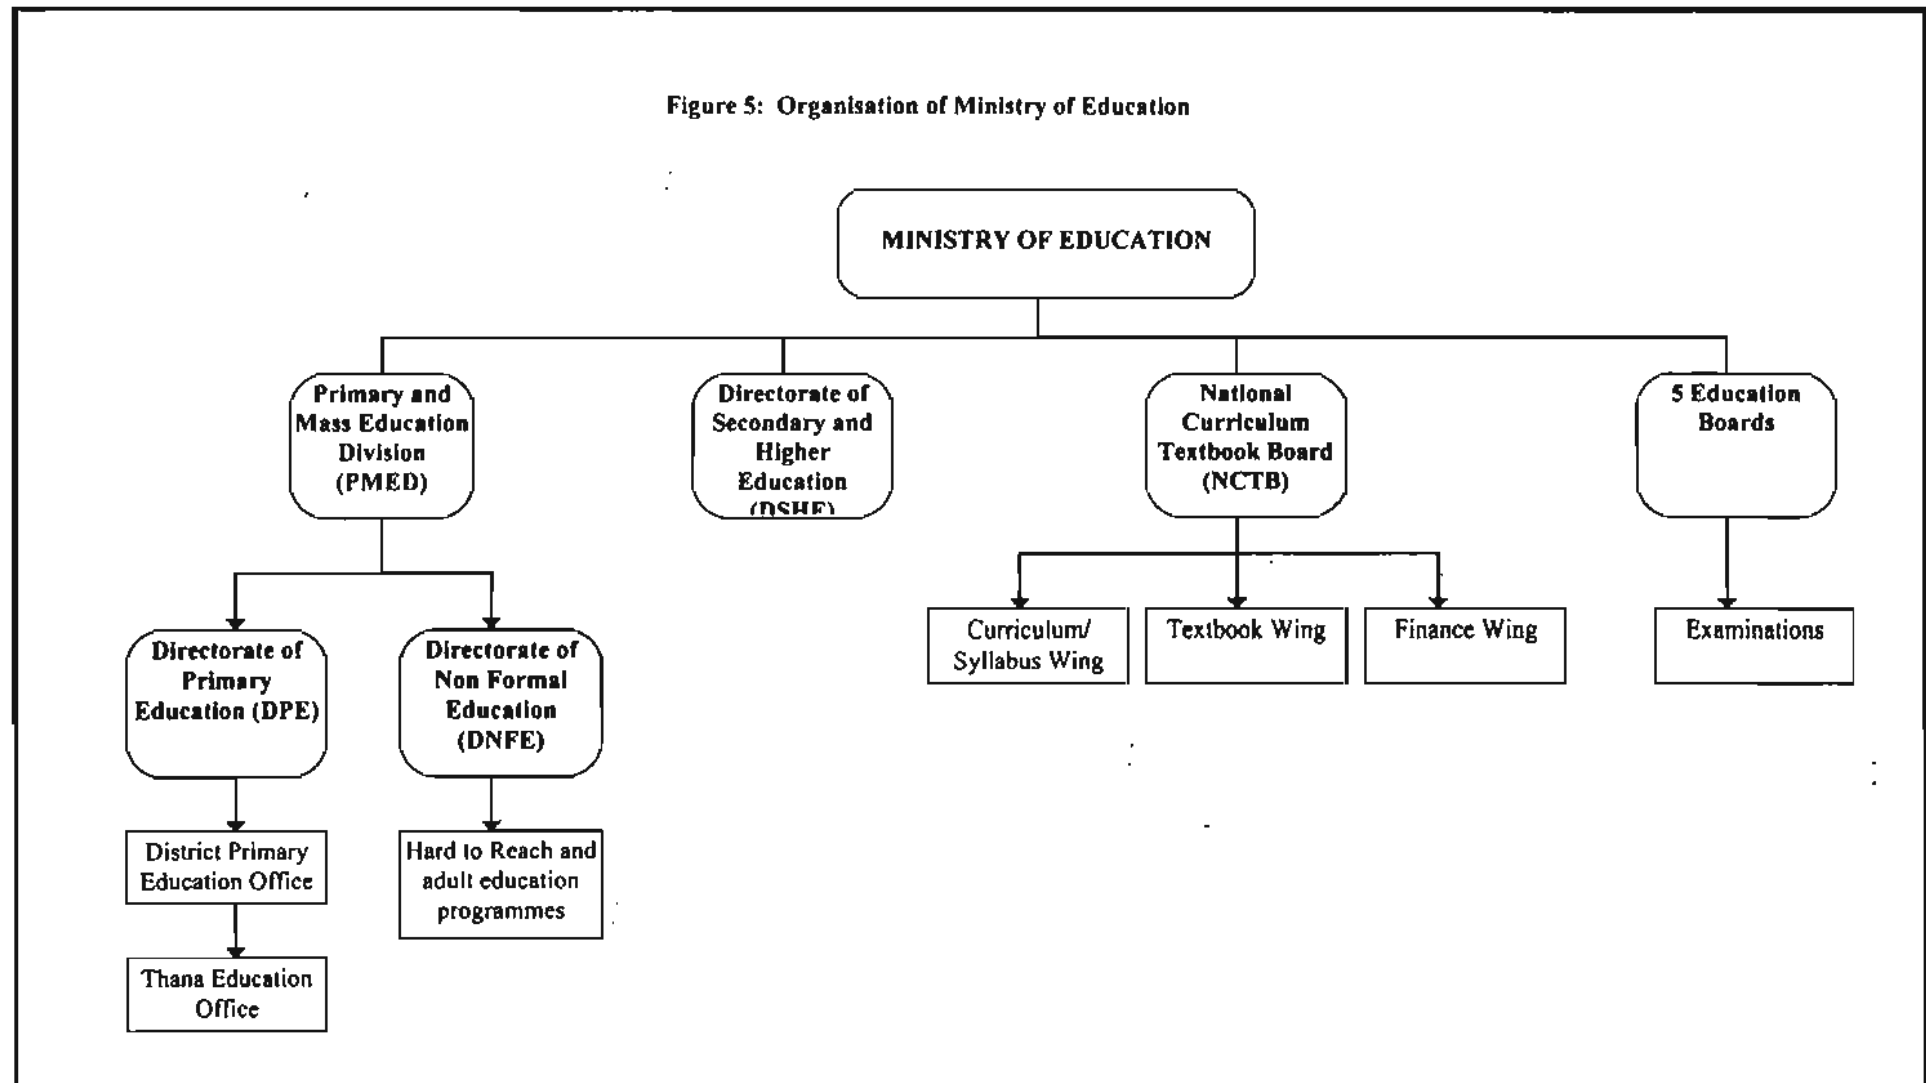 Figure 5: Organisation of Ministry of Education
MINISTRY OF EDUCATION
Primary and
Mass Education
Division
(PMED)
Directorate of
Secondary and
Higher
Education
(DSHE)
National
Curriculum
Textbook Board
(NCTB)
5 Education
Boards
Directorate of
Primary
Education (DPE)
Directorate of
Non Formal
Education
(DNFE)
Curriculum/
Syllabus Wing
Textbook Wing
Finance Wing
Examinations
District Primary
Education Office
Hard to Reach and
adult education
programmes
Thana Education
Office